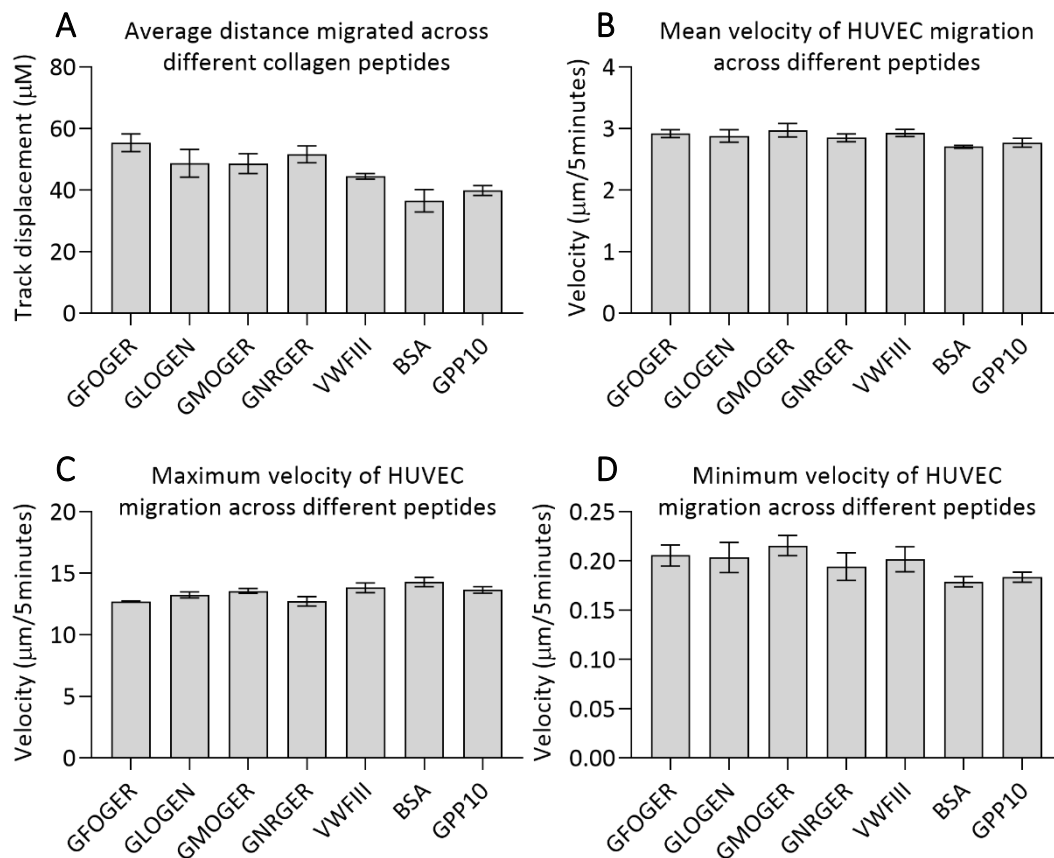 A
Average distance migrated across
different collagen peptides
Track displacement (μM)
80
60
40
20
0
GFOGER
GLOGEN
GMOGER
GNRGER
VWFIII
BSA
GPP10
B
Mean velocity of HUVEC migration
across different peptides
Velocity (μm/5minutes)
4
3
2
1
0
GFOGER
GLOGEN
GMOGER
GNRGER
VWFIII
BSA
GPP10
C
Maximum velocity of HUVEC
migration across different peptides
Velocity (μm/5minutes)
20
15
10
5
0
GFOGER
GLOGEN
GMOGER
GNRGER
VWFIII
BSA
GPP10
D
Minimum velocity of HUVEC
migration across different peptides
Velocity (μm/5minutes)
0.25
0.20
0.15
0.10
0.05
0.00
GFOGER
GLOGEN
GMOGER
GNRGER
VWFIII
BSA
GPP10